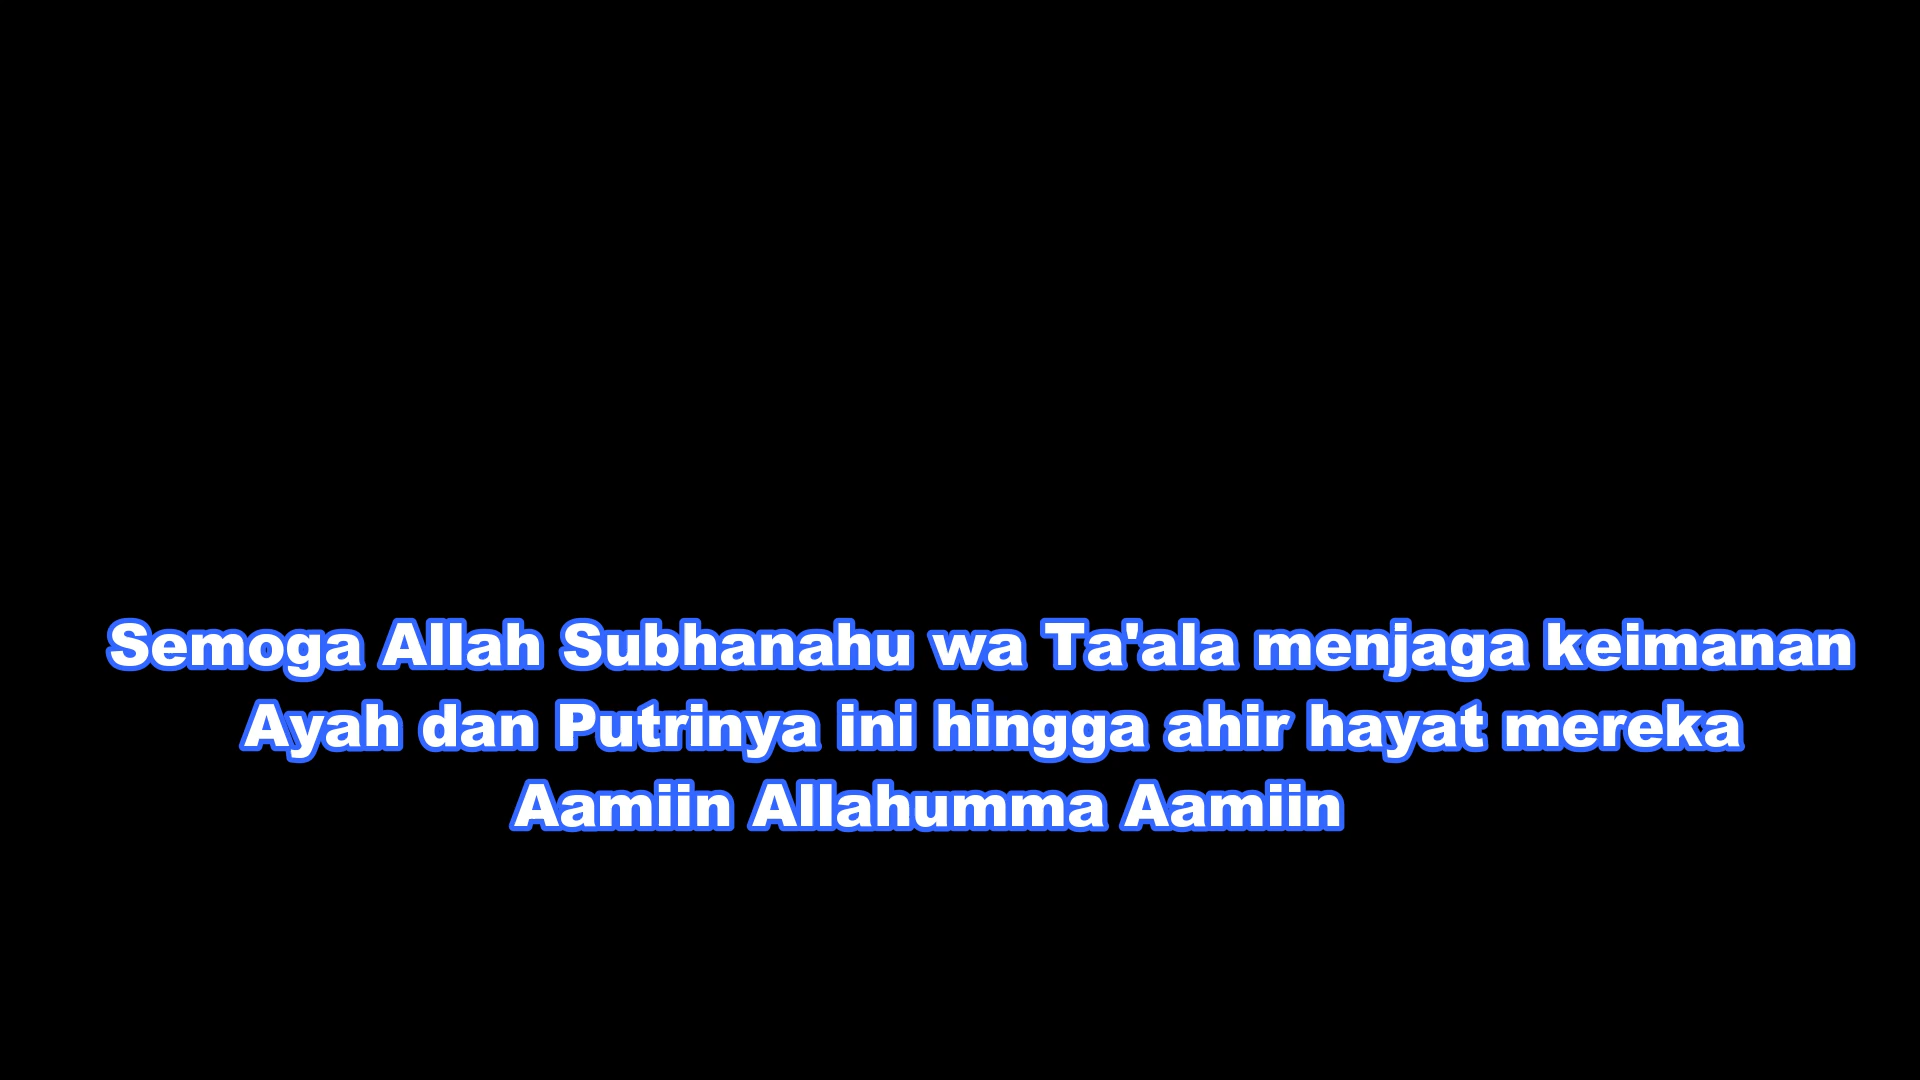 Semoga Allah Subhanahu wa Ta'ala menjaga keimanan
Ayah dan Putrinya ini hingga ahir hayat mereka
Aamiin Allahumma Aamiin